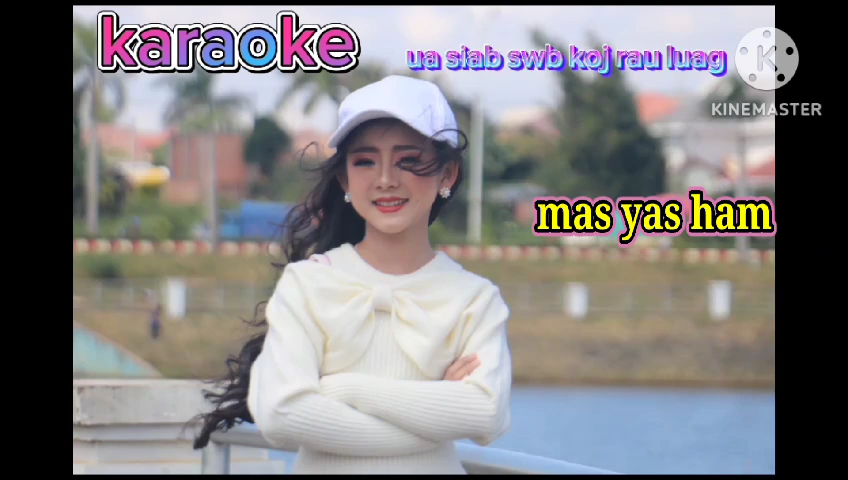 karaoke
ua siab swb koj rau luag
K
KINEMASTER
mas yas ham